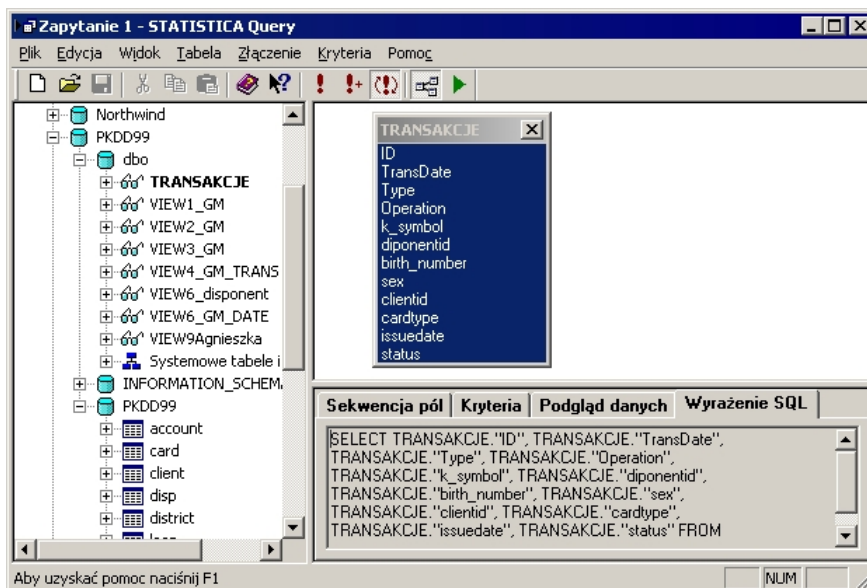 Zapytanie 1 - STATISTICA Query
Plik Edycja Widok Tabela Złączenie Kryteria Pomoc
Northwind
PKDD99
dbo
TRANSAKCJE
VIEW1_GM
VIEW2_GM
VIEW3_GM
VIEW4_GM_TRANS
VIEW6_disponent
VIEW6_GM_DATE
VIEW9Agnieszka
Systemowe tabele i
INFORMATION_SCHEM
PKDD99
account
card
client
disp
district
TRANSAKCJE
ID
TransDate
Type
Operation
k_symbol
diponentid
birth_number
sex
clientid
cardtype
issuedate
status
Sekwencja pól Kryteria Podgląd danych Wyrażenie SQL
SELECT TRANSAKCJE."ID", TRANSAKCJE."TransDate",
TRANSAKCJE."Type", TRANSAKCJE."Operation",
TRANSAKCJE."k_symbol", TRANSAKCJE."diponentid",
TRANSAKCJE."birth_number", TRANSAKCJE."sex",
TRANSAKCJE."clientid", TRANSAKCJE."cardtype",
TRANSAKCJE."issuedate", TRANSAKCJE."status" FROM
Aby uzyskać pomoc naciśnij F1
NUM